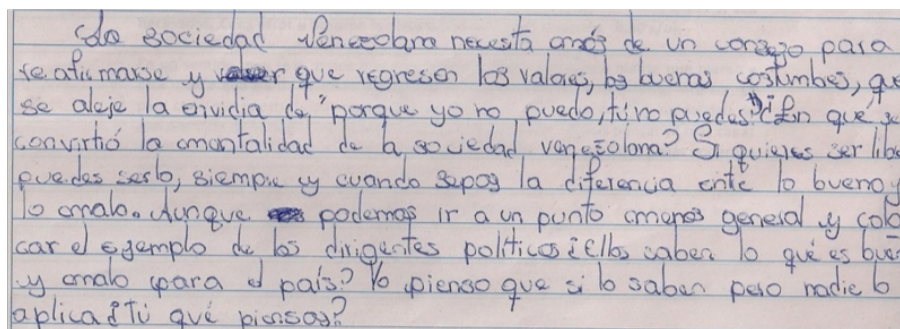 La sociedad Venezolana necesita más de un consejo para
reafirmarse y que regresen los valores, las buenas costumbres, que
se aleje la envidia de "porque yo no puedo, tú no puedes" ¿En qué se
convirtió la mentalidad de la sociedad venezolana? Si quieres ser libre
puedes serlo, siempre y cuando sepas la diferencia ente lo bueno y
lo malo. Aunque podemos ir a un punto menos general y colo
car el ejemplo de los dirigentes políticos ¿ellos saben lo qué es bue
y malo para el país? Yo pienso que si lo saben pero nadie lo
aplica ¿Tú qué piensas?